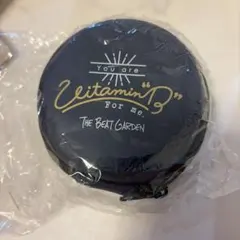 You are
Vitamin "B"
For me.
THE BEAT GARDEN